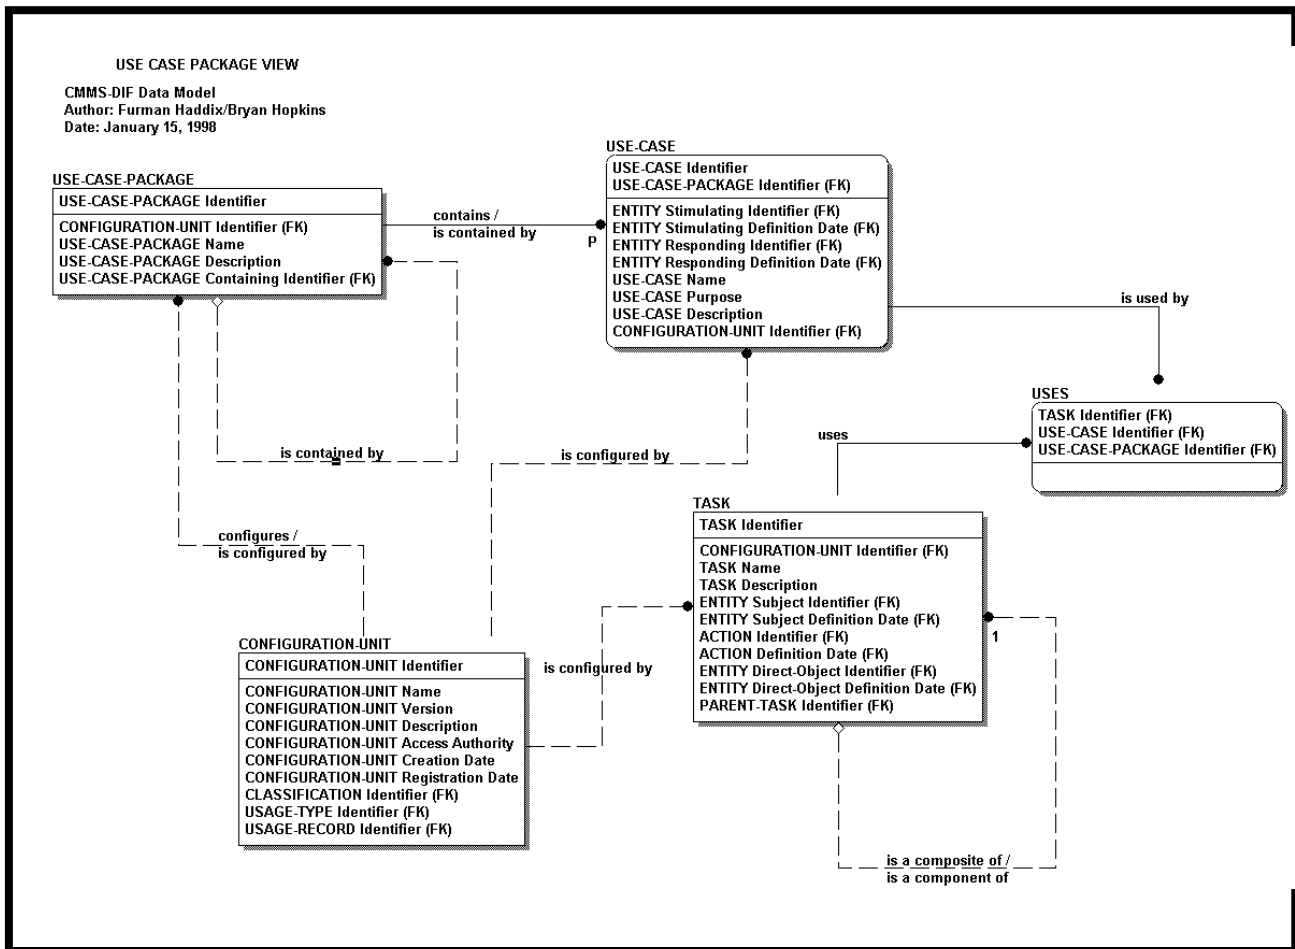 USE CASE PACKAGE VIEW
CMMS-DIF Data Model
Author: Furman Haddix/Bryan Hopkins
Date: January 15, 1998
USE-CASE-PACKAGE
USE-CASE-PACKAGE Identifier
CONFIGURATION-UNIT Identifier (FK)
USE-CASE-PACKAGE Name
USE-CASE-PACKAGE Description
USE-CASE-PACKAGE Containing Identifier (FK)
contains /
is contained by
P
USE-CASE
USE-CASE Identifier
USE-CASE-PACKAGE Identifier (FK)
ENTITY Stimulating Identifier (FK)
ENTITY Stimulating Definition Date (FK)
ENTITY Responding Identifier (FK)
ENTITY Responding Definition Date (FK)
USE-CASE Name
USE-CASE Purpose
USE-CASE Description
CONFIGURATION-UNIT Identifier (FK)
is used by
USES
TASK Identifier (FK)
USE-CASE Identifier (FK)
USE-CASE-PACKAGE Identifier (FK)
is contained by
is configured by
uses
configures /
is configured by
TASK
TASK Identifier
CONFIGURATION-UNIT Identifier (FK)
TASK Name
TASK Description
ENTITY Subject Identifier (FK)
ENTITY Subject Definition Date (FK)
ACTION Identifier (FK)
ACTION Definition Date (FK)
ENTITY Direct-Object Identifier (FK)
ENTITY Direct-Object Definition Date (FK)
PARENT-TASK Identifier (FK)
1
is configured by
CONFIGURATION-UNIT
CONFIGURATION-UNIT Identifier
CONFIGURATION-UNIT Name
CONFIGURATION-UNIT Version
CONFIGURATION-UNIT Description
CONFIGURATION-UNIT Access Authority
CONFIGURATION-UNIT Creation Date
CONFIGURATION-UNIT Registration Date
CLASSIFICATION Identifier (FK)
USAGE-TYPE Identifier (FK)
USAGE-RECORD Identifier (FK)
is a composite of /
is a component of